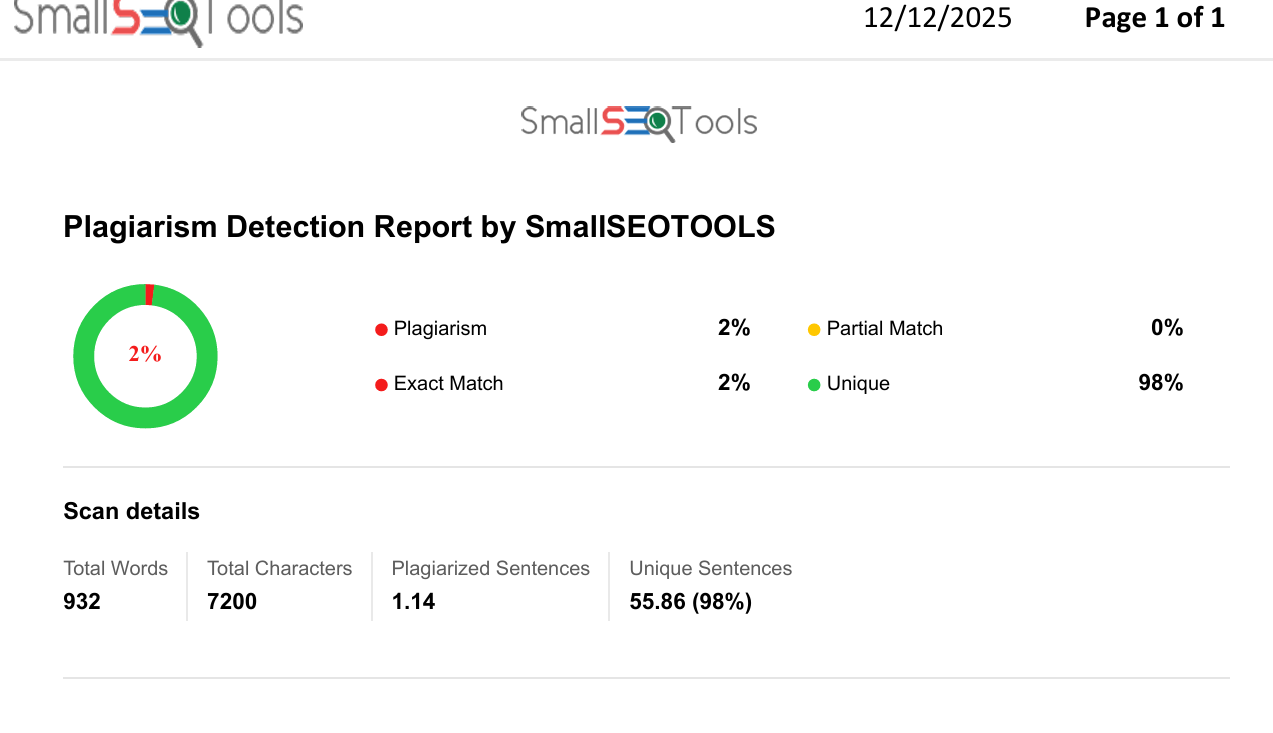 SmallSEOTools 12/12/2025 Page 1 of 1
SmallSEOTools
Plagiarism Detection Report by SmallSEOTOOLS
2%
Plagiarism 2% Partial Match 0%
Exact Match 2% Unique 98%
Scan details
Total Words Total Characters Plagiarized Sentences Unique Sentences
932 7200 1.14 55.86 (98%)